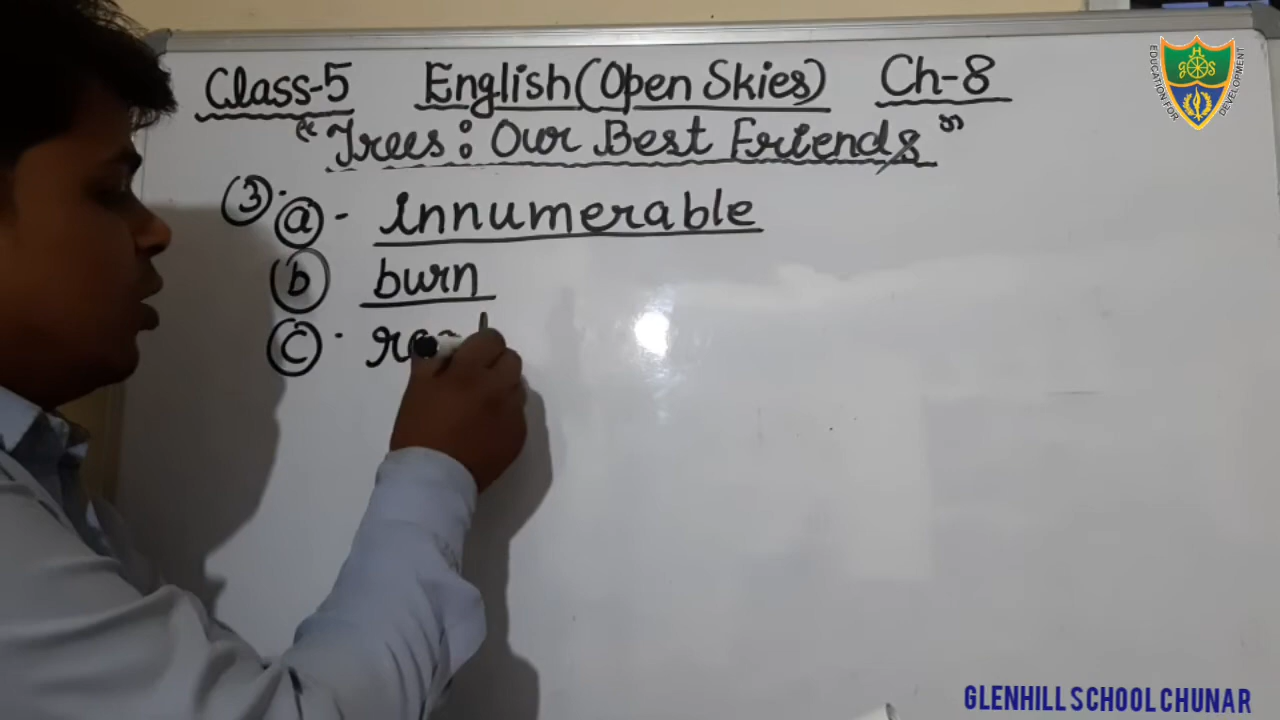 Class-5 English (Open Skies) Ch-8
"Trees : Our Best Friends"
③. ⓐ - innumerable
ⓑ burn
ⓒ.
EDUCATION FOR DEVELOPMENT
GLENHILL SCHOOL CHUNAR